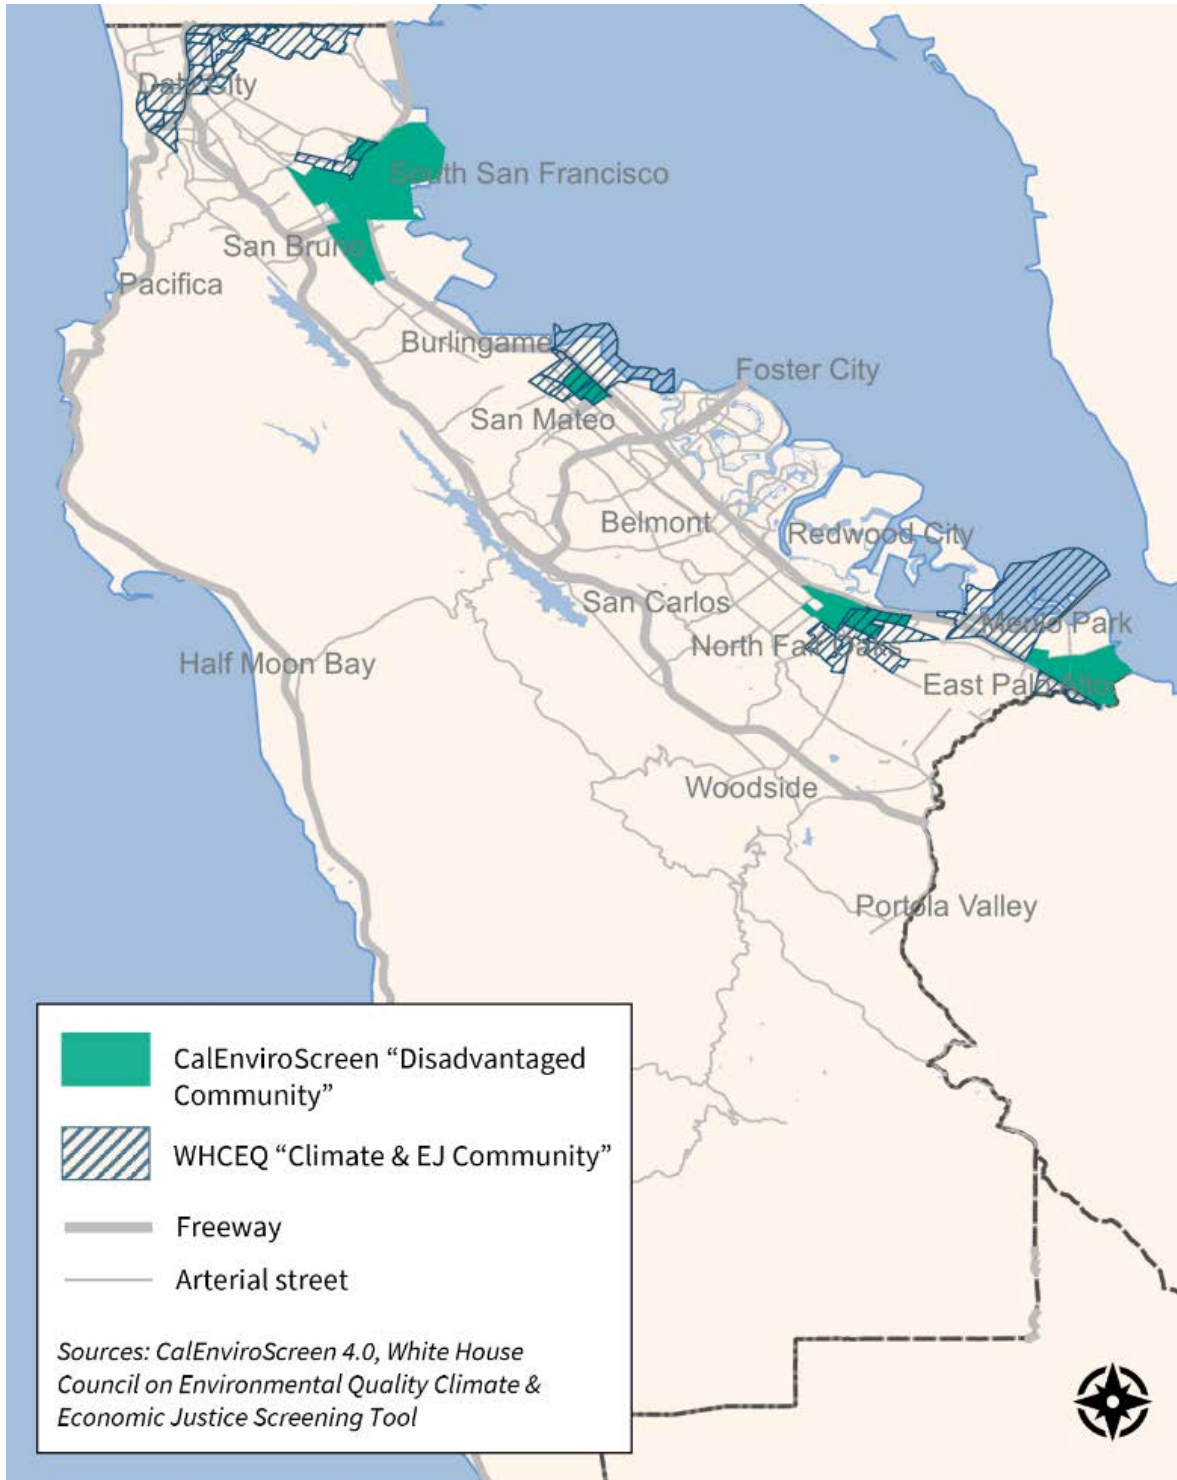 Daly City
South San Francisco
San Bruno
Pacifica
Burlingame
Foster City
San Mateo
Belmont
Redwood City
San Carlos
Menlo Park
North Fair Oaks
Half Moon Bay
East Palo Alto
Woodside
Portola Valley
CalEnviroScreen “Disadvantaged
Community”
WHCEQ “Climate & EJ Community”
Freeway
Arterial street
Sources: CalEnviroScreen 4.0, White House
Council on Environmental Quality Climate &
Economic Justice Screening Tool